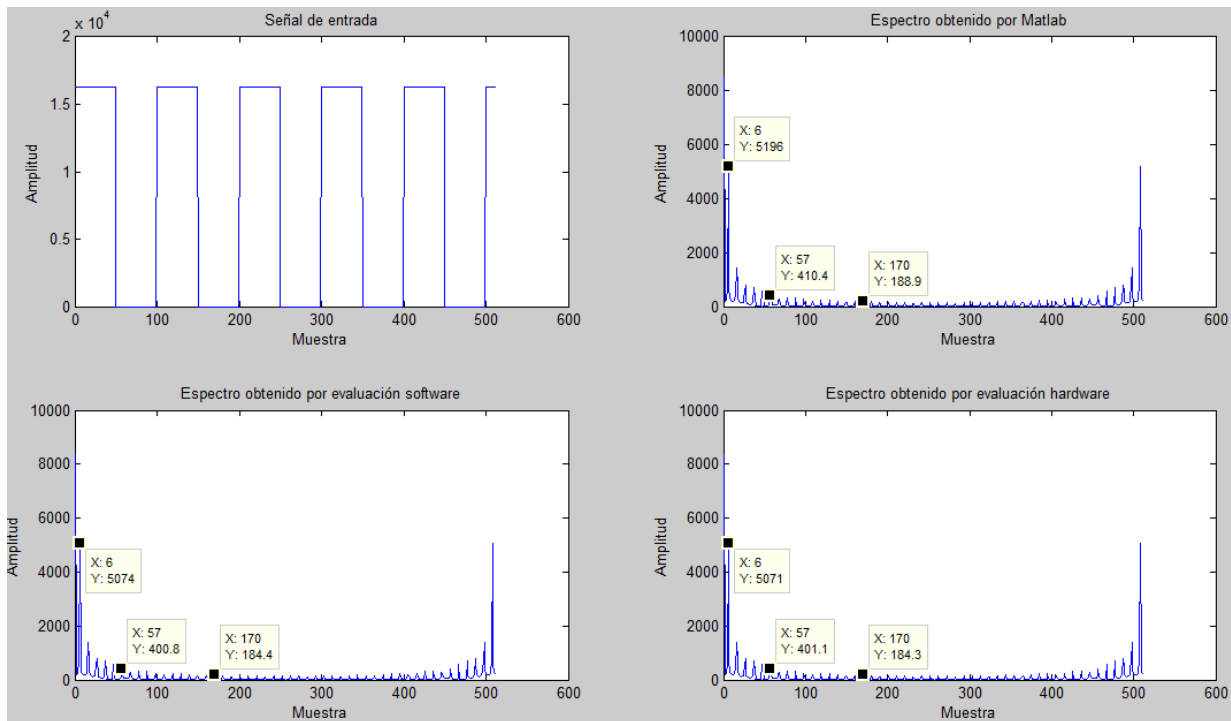 Señal de entrada
x 10^4
2
1.5
1
0.5
0
0 100 200 300 400 500 600
Amplitud
Muestra
Espectro obtenido por Matlab
10000
8000
6000
4000
2000
0
0 100 200 300 400 500 600
Amplitud
Muestra
X: 6
Y: 5196
X: 57
Y: 410.4
X: 170
Y: 188.9
Espectro obtenido por evaluación software
10000
8000
6000
4000
2000
0
0 100 200 300 400 500 600
Amplitud
Muestra
X: 6
Y: 5074
X: 57
Y: 400.8
X: 170
Y: 184.4
Espectro obtenido por evaluación hardware
10000
8000
6000
4000
2000
0
0 100 200 300 400 500 600
Amplitud
Muestra
X: 6
Y: 5071
X: 57
Y: 401.1
X: 170
Y: 184.3